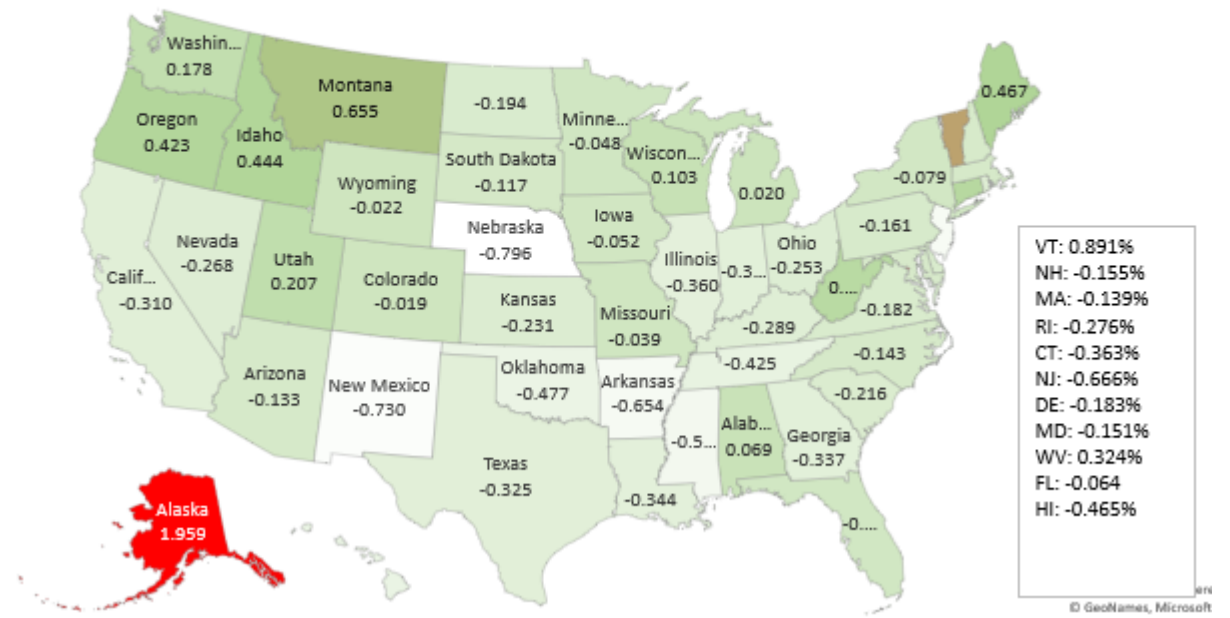 Washin...
0.178
Montana
0.655
-0.194
Minne...
-0.048
0.467
Oregon
0.423
Idaho
0.444
South Dakota
-0.117
Wiscon...
0.103
0.020
-0.079
Wyoming
-0.022
Nebraska
-0.796
Iowa
-0.052
-0.161
Nevada
-0.268
Utah
0.207
Colorado
-0.019
Illinois
-0.360
-0.3...
Ohio
-0.253
0....
Calif...
-0.310
Kansas
-0.231
Missouri
-0.039
-0.289
-0.182
Arizona
-0.133
New Mexico
-0.730
Oklahoma
-0.477
Arkansas
-0.654
-0.425
-0.143
-0.216
Texas
-0.325
-0.344
-0.5...
Alab...
0.069
Georgia
-0.337
-0....
Alaska
1.959
VT: 0.891%
NH: -0.155%
MA: -0.139%
RI: -0.276%
CT: -0.363%
NJ: -0.666%
DE: -0.183%
MD: -0.151%
WV: 0.324%
FL: -0.064
HI: -0.465%
© GeoNames, Microsoft